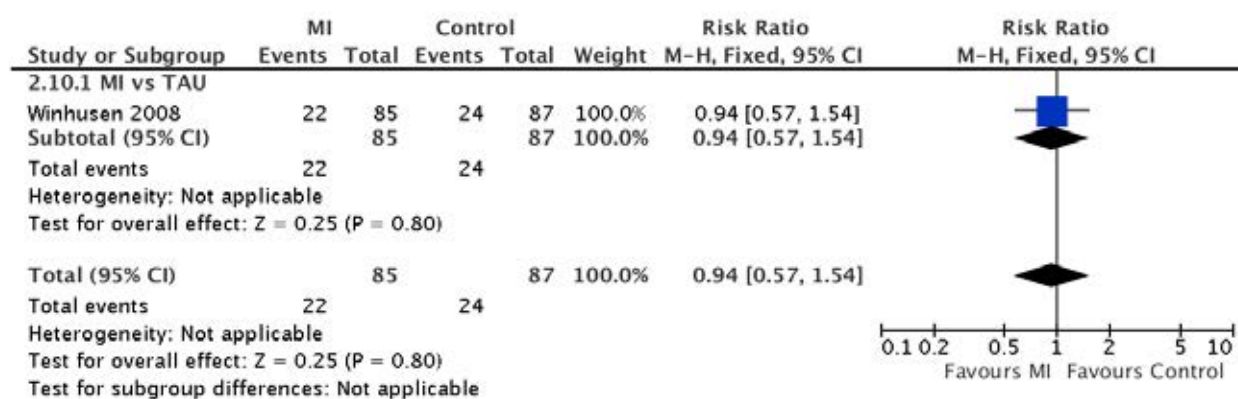 MI Control Risk Ratio Risk Ratio
Study or Subgroup Events Total Events Total Weight M-H, Fixed, 95% CI M-H, Fixed, 95% CI
2.10.1 MI vs TAU
Winhusen 2008 22 85 24 87 100.0% 0.94 [0.57, 1.54]
Subtotal (95% CI) 85 87 100.0% 0.94 [0.57, 1.54]
Total events 22 24
Heterogeneity: Not applicable
Test for overall effect: Z = 0.25 (P = 0.80)
Total (95% CI) 85 87 100.0% 0.94 [0.57, 1.54]
Total events 22 24
Heterogeneity: Not applicable
Test for overall effect: Z = 0.25 (P = 0.80)
Test for subgroup differences: Not applicable
0.1 0.2 0.5 1 2 5 10
Favours MI Favours Control